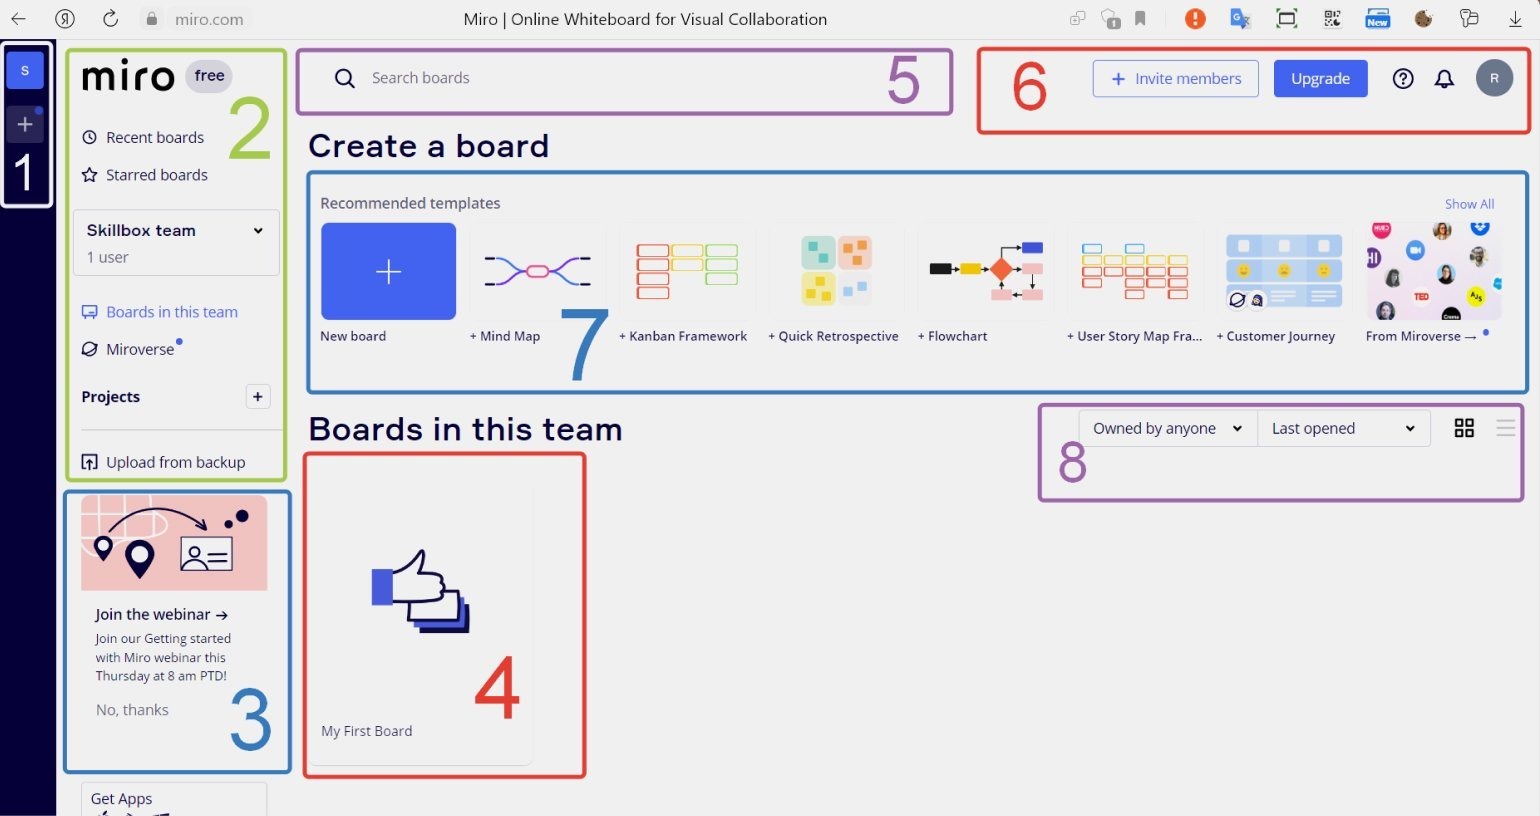 Я
miro.com
Miro | Online Whiteboard for Visual Collaboration
1
New
S
+
1
miro free
2
Recent boards
Starred boards
Skillbox team
1 user
Boards in this team
Miroverse
Projects +
Upload from backup
Join the webinar →
Join our Getting started
with Miro webinar this
Thursday at 8 am PTD!
No, thanks
3
Get Apps
Search boards
5
6
+ Invite members
Upgrade
?
R
Create a board
Recommended templates
Show All
+
TED
AJS
New board
+ Mind Map
+ Kanban Framework
+ Quick Retrospective
+ Flowchart
+ User Story Map Fra...
+ Customer Journey
From Miroverse →
7
Boards in this team
Owned by anyone
Last opened
8
4
My First Board